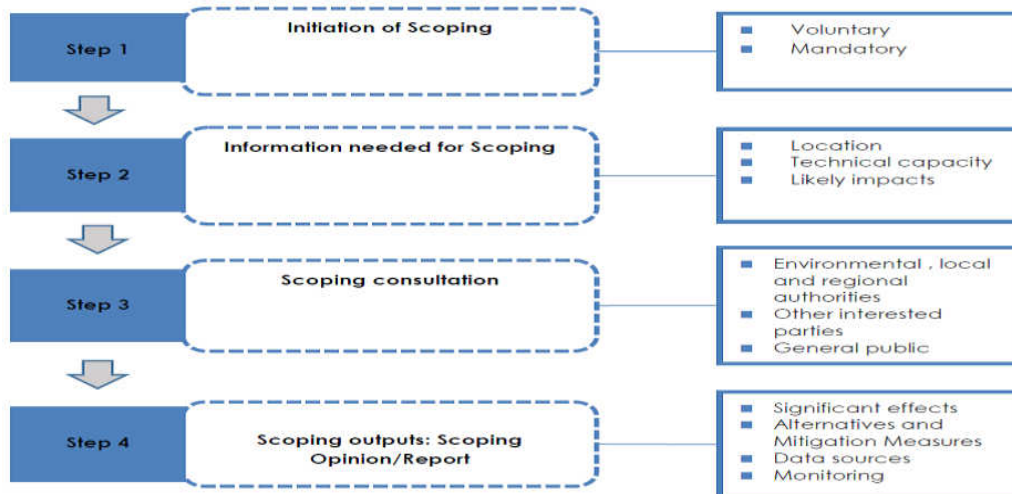 Step 1
Initiation of Scoping
Voluntary
Mandatory
Step 2
Information needed for Scoping
Location
Technical capacity
Likely impacts
Step 3
Scoping consultation
Environmental , local
and regional
authorities
Other interested
parties
General public
Step 4
Scoping outputs: Scoping
Opinion/Report
Significant effects
Alternatives and
Mitigation Measures
Data sources
Monitoring